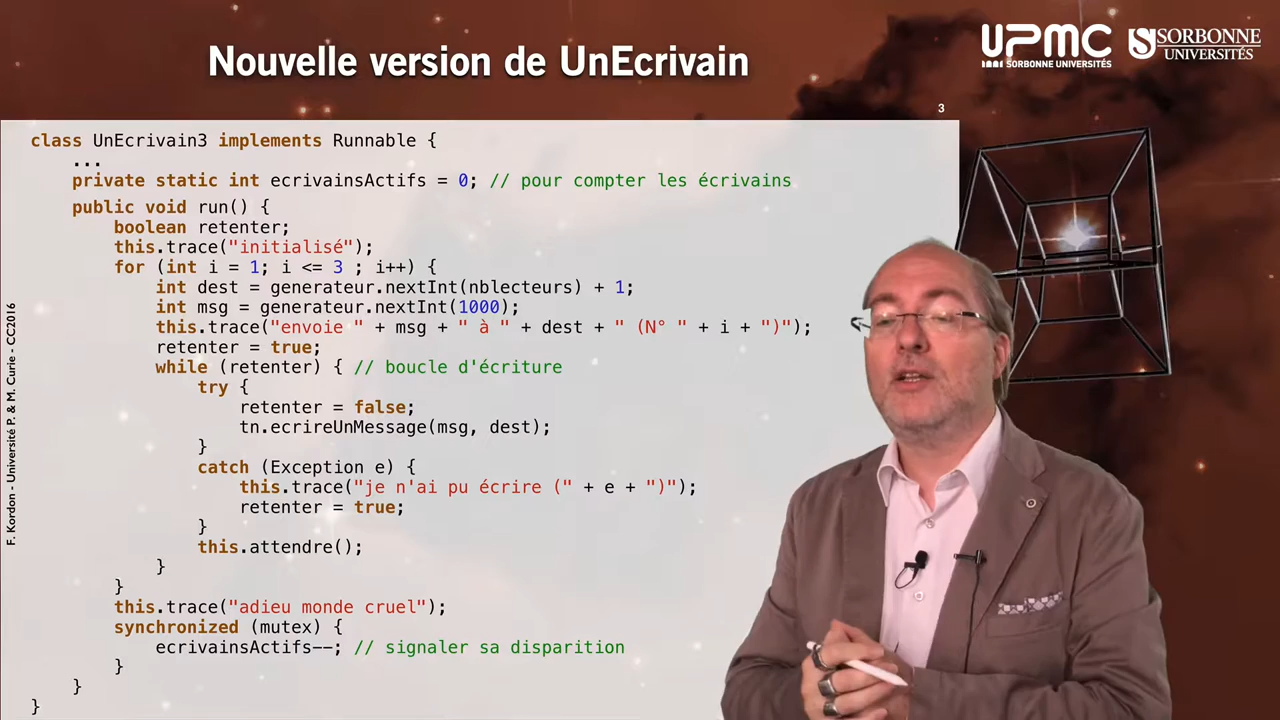 Nouvelle version de UnEcrivain
UPMC
SORBONNE UNIVERSITÉS
SORBONNE
UNIVERSITÉS
3
class UnEcrivain3 implements Runnable {
...
private static int ecrivainsActifs = 0; // pour compter les écrivains
public void run() {
boolean retenter;
this.trace("initialisé");
for (int i = 1; i <= 3 ; i++) {
int dest = generateur.nextInt(nblecteurs) + 1;
int msg = generateur.nextInt(1000);
this.trace("envoie " + msg + " à " + dest + " (N° " + i + ")");
retenter = true;
while (retenter) { // boucle d'écriture
try {
retenter = false;
tn.ecrireUnMessage(msg, dest);
}
catch (Exception e) {
this.trace("je n'ai pu écrire (" + e + ")");
retenter = true;
}
this.attendre();
}
}
this.trace("adieu monde cruel");
synchronized (mutex) {
ecrivainsActifs--; // signaler sa disparition
}
}
}
F. Kordon - Université P. & M. Curie - CC2016